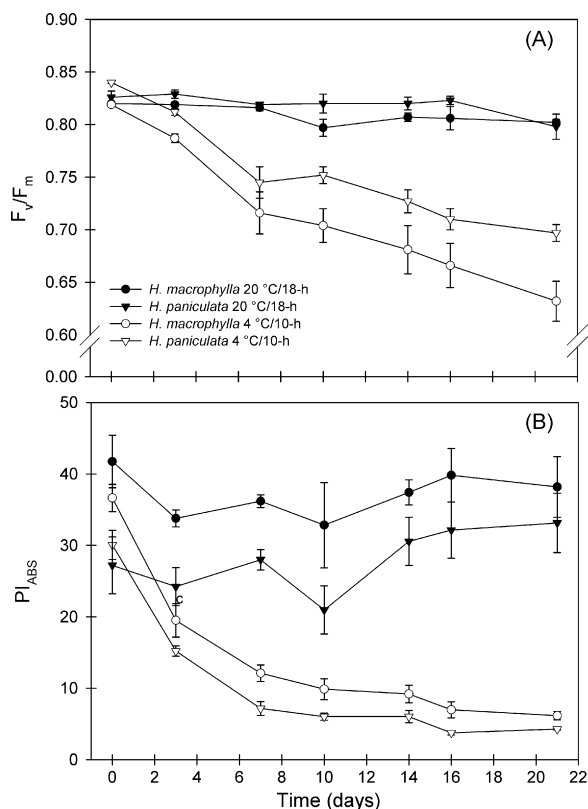 0.90
(A)
0.85
0.80
0.75
0.70
0.65
0.60
0.00
Fv/Fm
H. macrophylla 20 °C/18-h
H. paniculata 20 °C/18-h
H. macrophylla 4 °C/10-h
H. paniculata 4 °C/10-h
50
(B)
40
30
20
10
0
PI ABS
c
0 2 4 6 8 10 12 14 16 18 20 22
Time (days)